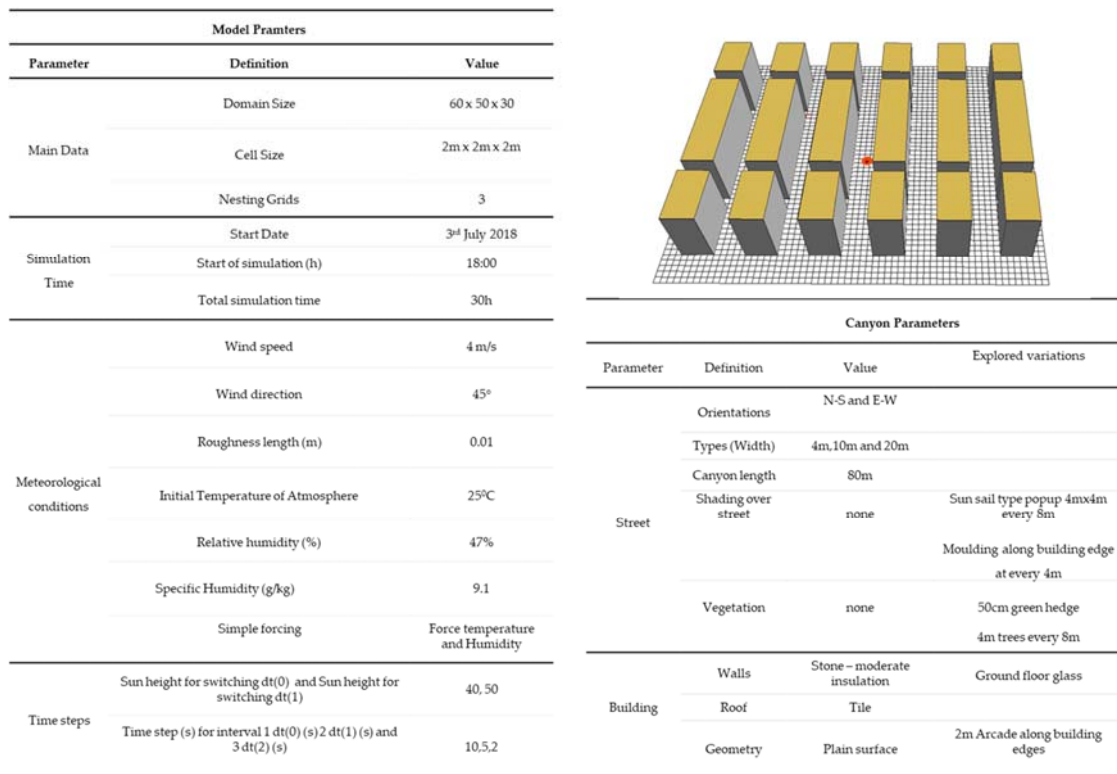 Model Pramters
Parameter Definition Value
Domain Size 60 x 50 x 30
Main Data
Cell Size 2m x 2m x 2m
Nesting Grids 3
Start Date 3rd July 2018
Simulation
Time
Start of simulation (h) 18:00
Total simulation time 30h
Wind speed 4 m/s
Wind direction 45°
Roughness length (m) 0.01
Meteorological
conditions
Initial Temperature of Atmosphere 25⁰C
Relative humidity (%) 47%
Specific Humidity (g/kg) 9.1
Simple forcing Force temperature
and Humidity
Time steps
Sun height for switching dt(0) and Sun height for
switching dt(1) 40, 50
Time step (s) for interval 1 dt(0) (s) 2 dt(1) (s) and
3 dt(2) (s) 10,5,2
Canyon Parameters
Parameter Definition Value Explored variations
Street
Orientations N-S and E-W
Types (Width) 4m,10m and 20m
Canyon length 80m
Shading over
street none
Sun sail type popup 4mx4m
every 8m
Moulding along building edge
at every 4m
Vegetation none 50cm green hedge
4m trees every 8m
Building
Walls Stone – moderate
insulation Ground floor glass
Roof Tile
Geometry Plain surface 2m Arcade along building
edges